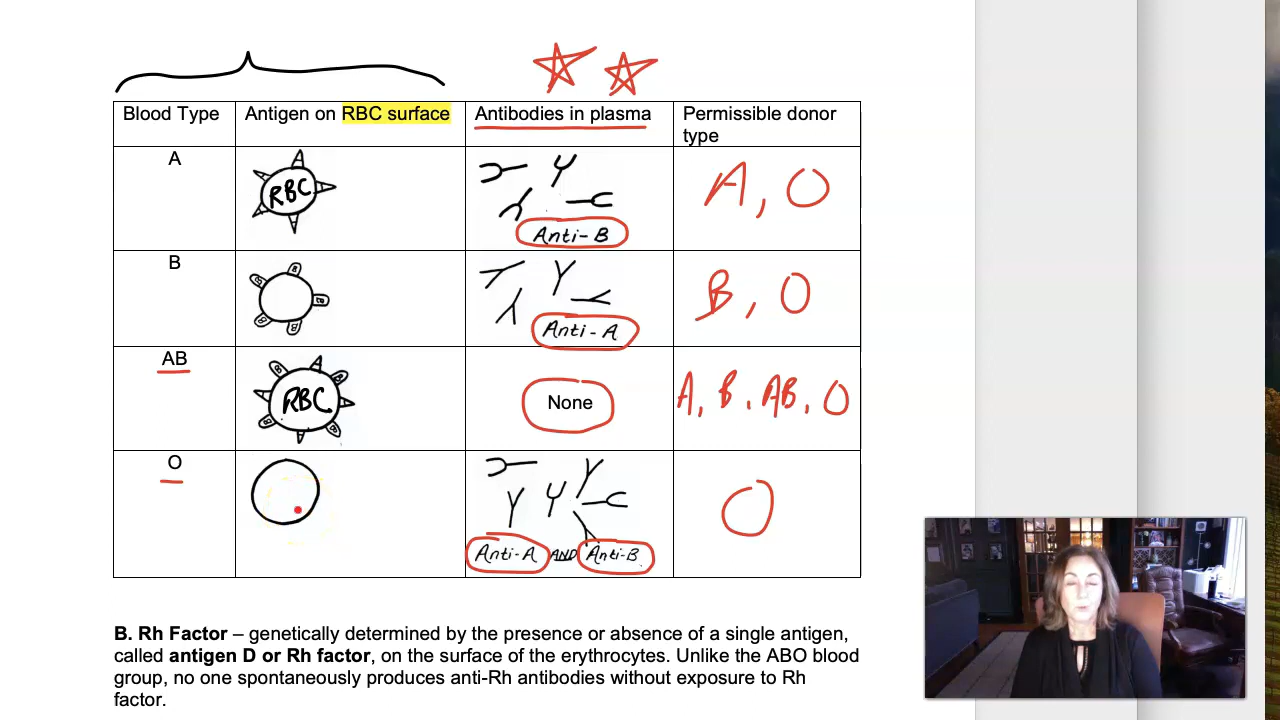 Blood Type
Antigen on RBC surface
Antibodies in plasma
Permissible donor
type
A
A
RBC
Anti-B
A, O
B
B
B
B
B
B
Anti-A
B, O
AB
B
A
B
RBC
B
B
None
A, B, AB, O
O
Anti-A AND Anti-B
O
B. Rh Factor – genetically determined by the presence or absence of a single antigen,
called antigen D or Rh factor, on the surface of the erythrocytes. Unlike the ABO blood
group, no one spontaneously produces anti-Rh antibodies without exposure to Rh
factor.